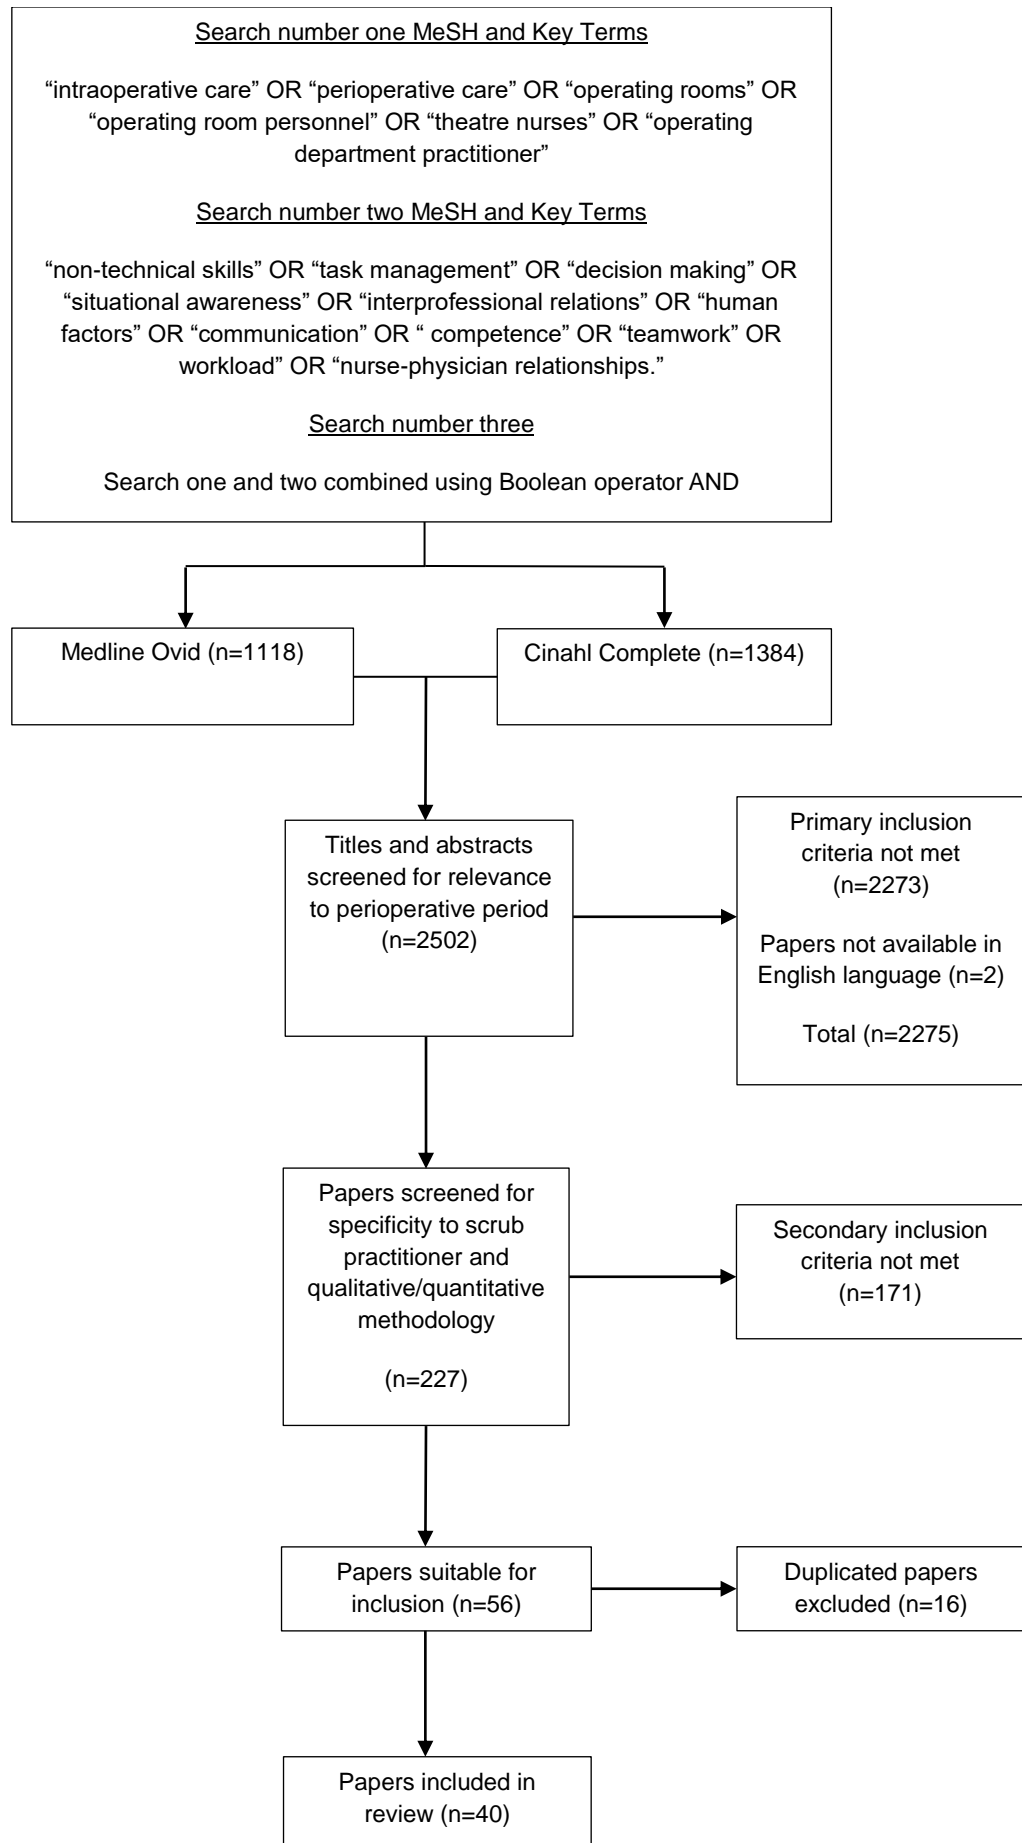 Search number one MeSH and Key Terms
“intraoperative care” OR “perioperative care” OR “operating rooms” OR
“operating room personnel” OR “theatre nurses” OR “operating
department practitioner”
Search number two MeSH and Key Terms
“non-technical skills” OR “task management” OR “decision making” OR
“situational awareness” OR “interprofessional relations” OR “human
factors” OR “communication” OR “ competence” OR “teamwork” OR
workload” OR “nurse-physician relationships.”
Search number three
Search one and two combined using Boolean operator AND
Medline Ovid (n=1118)
Cinahl Complete (n=1384)
Titles and abstracts
screened for relevance
to perioperative period
(n=2502)
Primary inclusion
criteria not met
(n=2273)
Papers not available in
English language (n=2)
Total (n=2275)
Papers screened for
specificity to scrub
practitioner and
qualitative/quantitative
methodology
(n=227)
Secondary inclusion
criteria not met
(n=171)
Papers suitable for
inclusion (n=56)
Duplicated papers
excluded (n=16)
Papers included in
review (n=40)